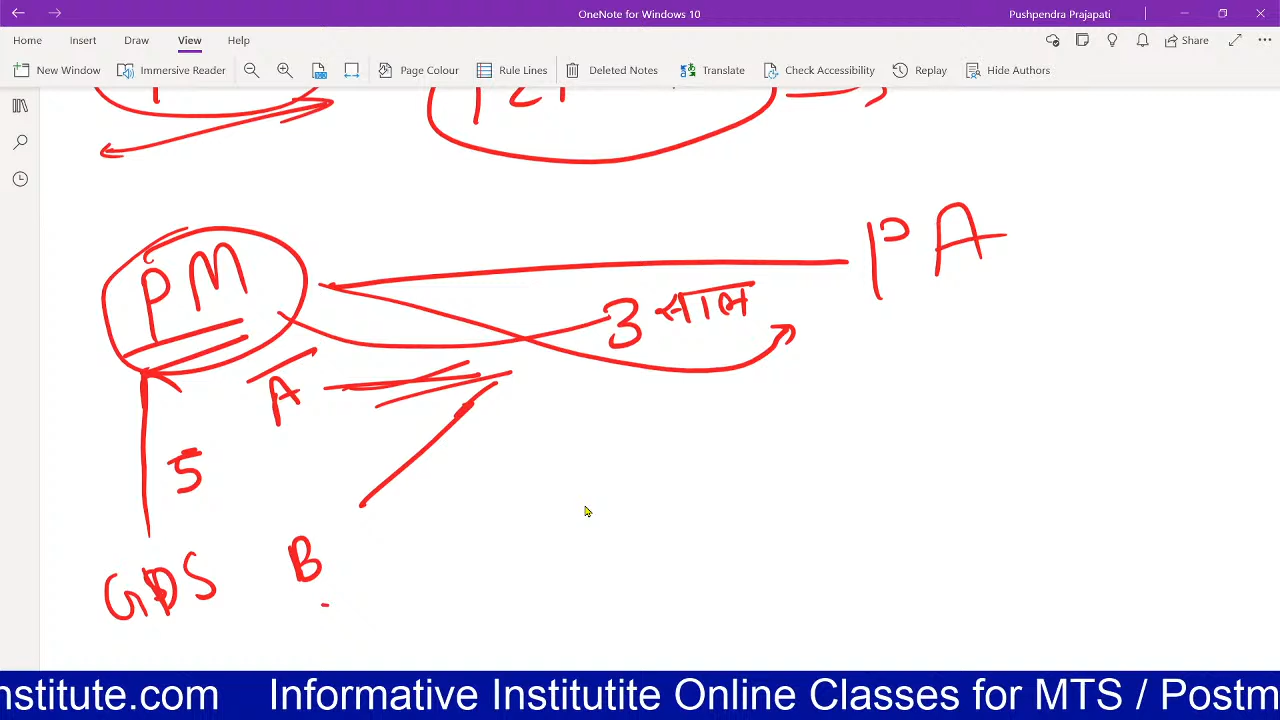 OneNote for Windows 10
Pushpendra Prajapati
Home Insert Draw View Help
Share
New Window Immersive Reader Page Colour Rule Lines Deleted Notes Translate Check Accessibility Replay Hide Authors
PA
PM
3 साल
A
5
B
GDS
nstitute.com Informative Institutite Online Classes for MTS / Postm